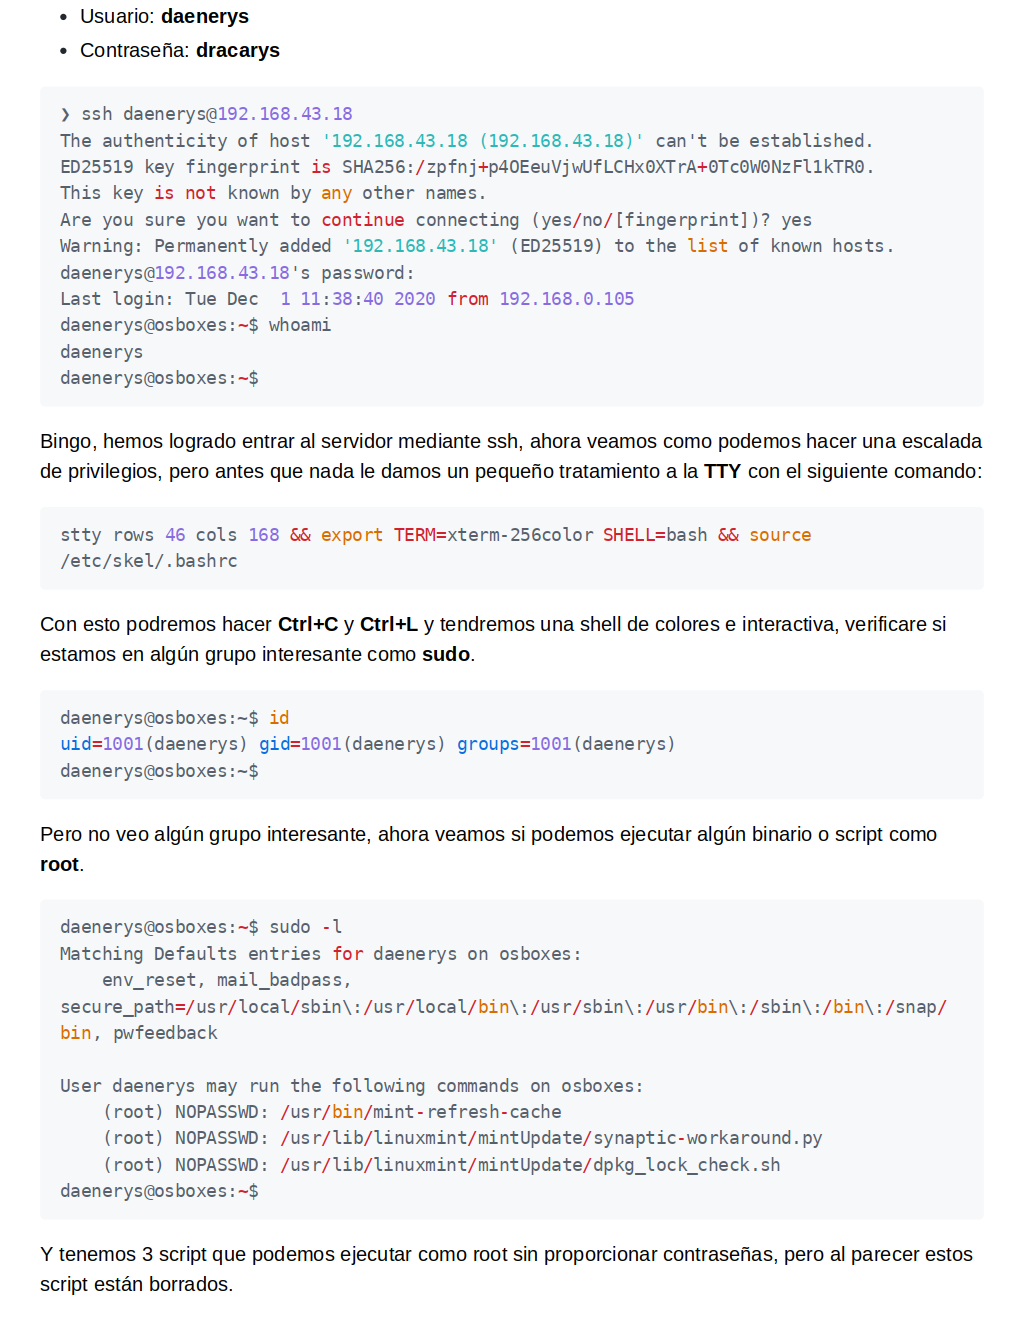 • Usuario: daenerys
• Contraseña: dracarys
❯ ssh daenerys@192.168.43.18
The authenticity of host '192.168.43.18 (192.168.43.18)' can't be established.
ED25519 key fingerprint is SHA256:/zpfnj+p4OEeuVjwUfLCHx0XTrA+0Tc0W0NzFl1kTR0.
This key is not known by any other names.
Are you sure you want to continue connecting (yes/no/[fingerprint])? yes
Warning: Permanently added '192.168.43.18' (ED25519) to the list of known hosts.
daenerys@192.168.43.18's password:
Last login: Tue Dec  1 11:38:40 2020 from 192.168.0.105
daenerys@osboxes:~$ whoami
daenerys
daenerys@osboxes:~$
Bingo, hemos logrado entrar al servidor mediante ssh, ahora veamos como podemos hacer una escalada
de privilegios, pero antes que nada le damos un pequeño tratamiento a la TTY con el siguiente comando:
stty rows 46 cols 168 && export TERM=xterm-256color SHELL=bash && source
/etc/skel/.bashrc
Con esto podremos hacer Ctrl+C y Ctrl+L y tendremos una shell de colores e interactiva, verificare si
estamos en algún grupo interesante como sudo.
daenerys@osboxes:~$ id
uid=1001(daenerys) gid=1001(daenerys) groups=1001(daenerys)
daenerys@osboxes:~$
Pero no veo algún grupo interesante, ahora veamos si podemos ejecutar algún binario o script como
root.
daenerys@osboxes:~$ sudo -l
Matching Defaults entries for daenerys on osboxes:
    env_reset, mail_badpass,
secure_path=/usr/local/sbin\:/usr/local/bin\:/usr/sbin\:/usr/bin\:/sbin\:/bin\:/snap/
bin, pwfeedback
User daenerys may run the following commands on osboxes:
    (root) NOPASSWD: /usr/bin/mint-refresh-cache
    (root) NOPASSWD: /usr/lib/linuxmint/mintUpdate/synaptic-workaround.py
    (root) NOPASSWD: /usr/lib/linuxmint/mintUpdate/dpkg_lock_check.sh
daenerys@osboxes:~$
Y tenemos 3 script que podemos ejecutar como root sin proporcionar contraseñas, pero al parecer estos
script están borrados.